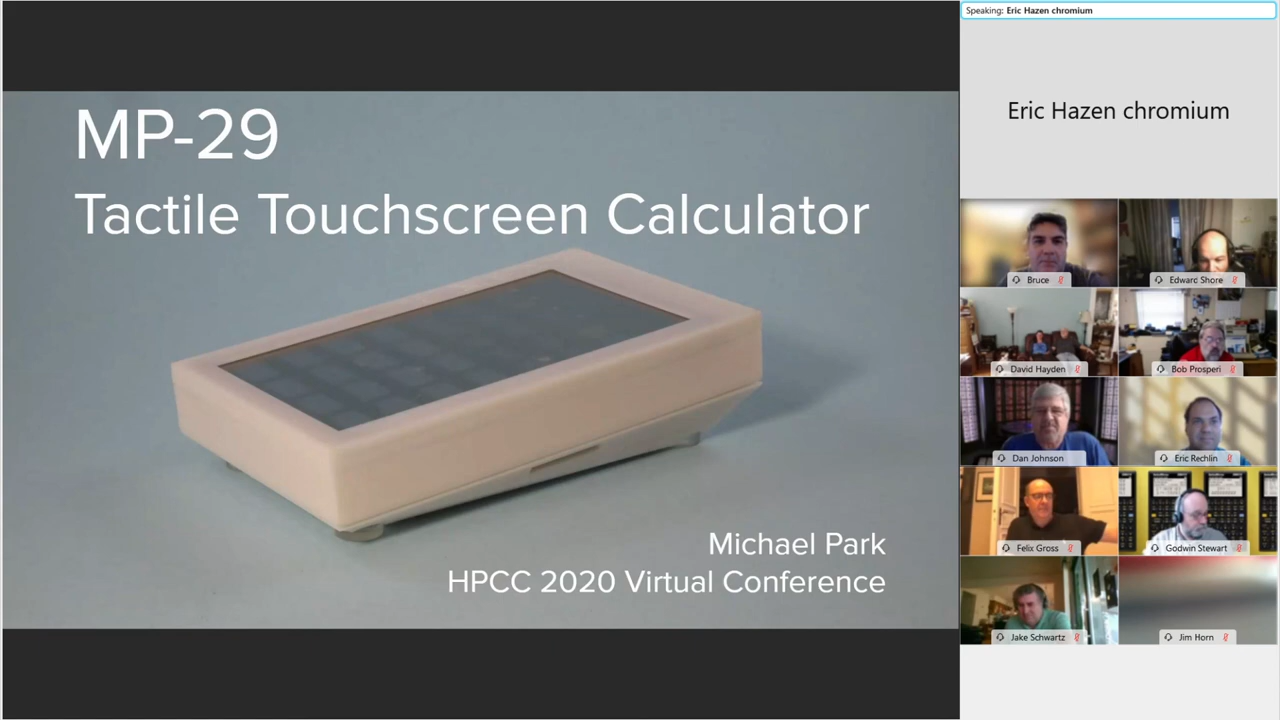 MP-29
Tactile Touchscreen Calculator
Michael Park
HPCC 2020 Virtual Conference
Speaking: Eric Hazen chromium
Eric Hazen chromium
Bruce
Edward Shore
David Hayden
Bob Prosperi
Dan Johnson
Eric Rechlin
Felix Gross
Godwin Stewart
Jake Schwartz
Jim Horn